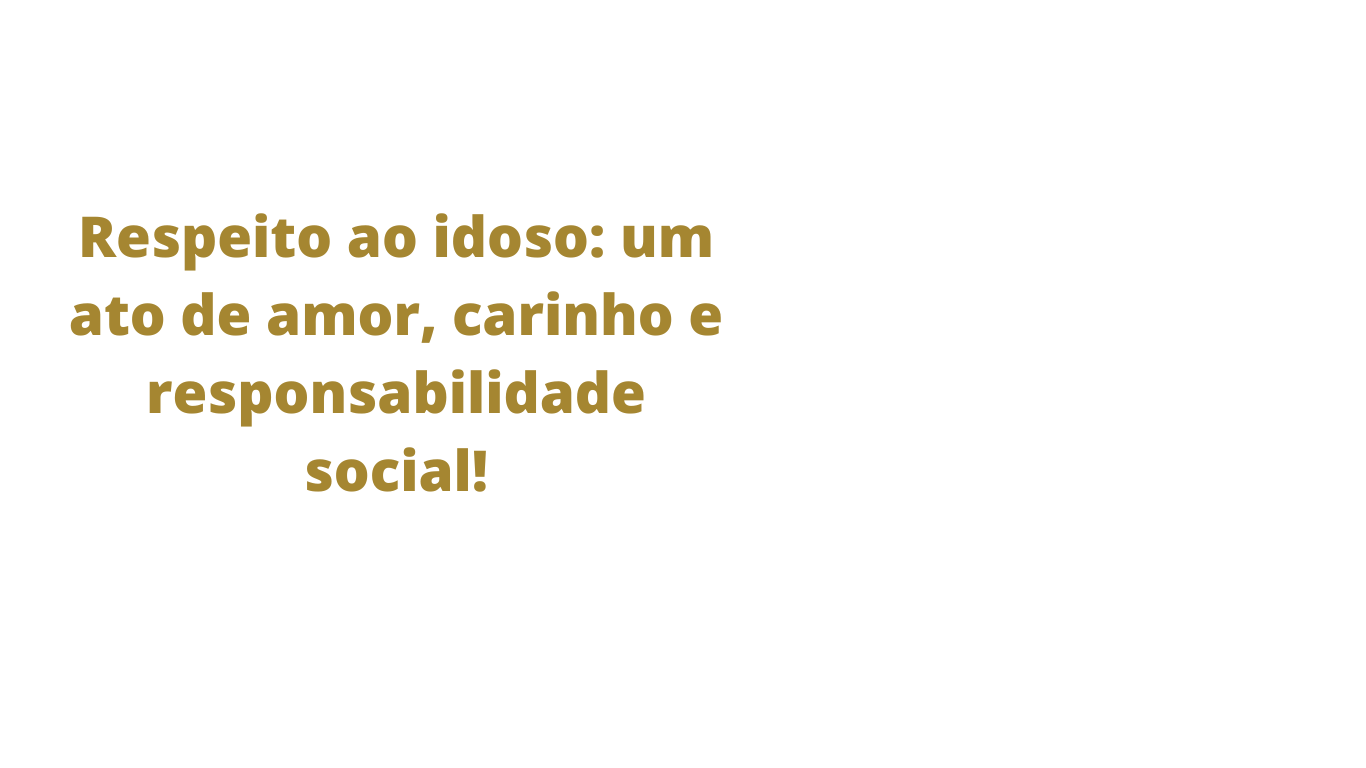 Respeito ao idoso: um
ato de amor, carinho e
responsabilidade
social!